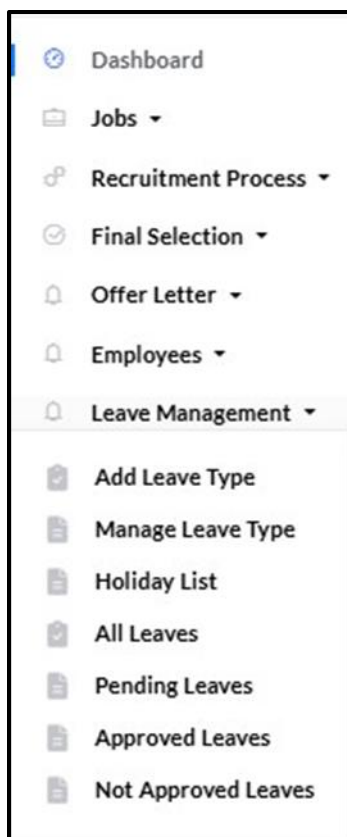 Dashboard
Jobs
Recruitment Process
Final Selection
Offer Letter
Employees
Leave Management
Add Leave Type
Manage Leave Type
Holiday List
All Leaves
Pending Leaves
Approved Leaves
Not Approved Leaves